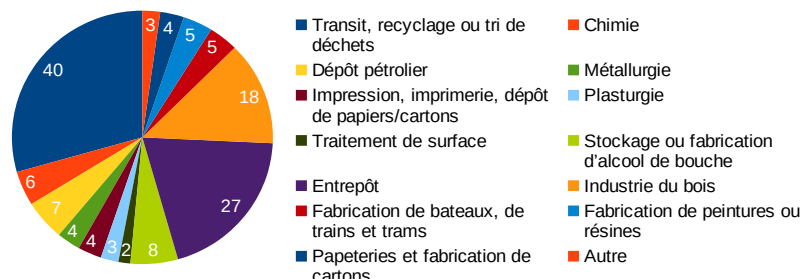 3
4
5
5
18
27
8
2
3
4
4
7
6
40
Transit, recyclage ou tri de
déchets
Chimie
Dépôt pétrolier
Métallurgie
Impression, imprimerie, dépôt
de papiers/cartons
Plasturgie
Traitement de surface
Stockage ou fabrication
d'alcool de bouche
Entrepôt
Industrie du bois
Fabrication de bateaux, de
trains et trams
Fabrication de peintures ou
résines
Papeteries et fabrication de
cartons
Autre